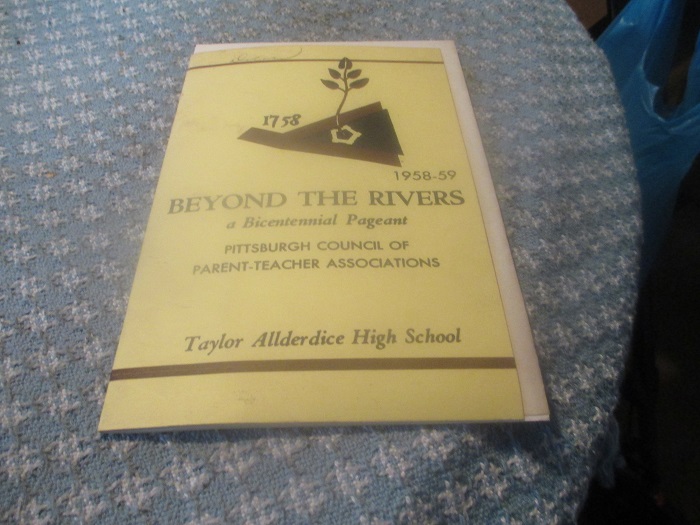 1758
1958-59
BEYOND THE RIVERS
a Bicentennial Pageant
PITTSBURGH COUNCIL OF
PARENT-TEACHER ASSOCIATIONS
Taylor Allderdice High School